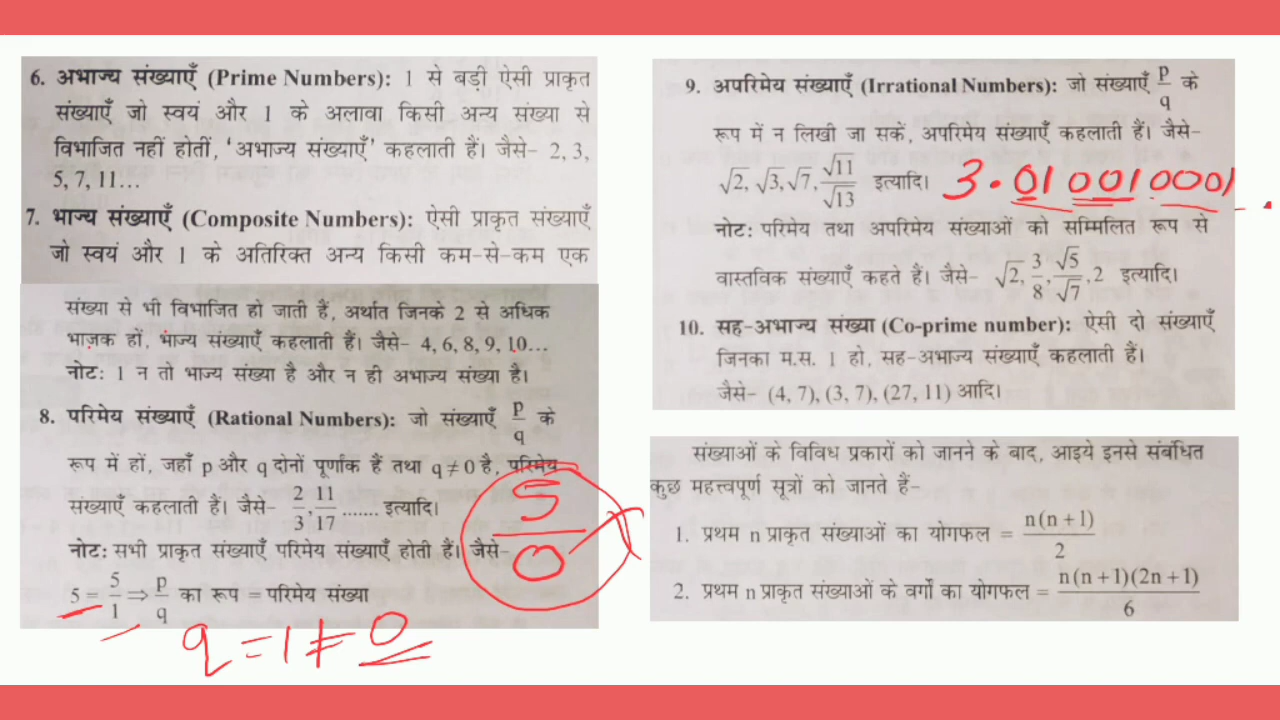 6. अभाज्य संख्याएँ (Prime Numbers): 1 से बड़ी ऐसी प्राकृत
संख्याएँ जो स्वयं और 1 के अलावा किसी अन्य संख्या से
विभाजित नहीं होतीं, ‘अभाज्य संख्याएँ’ कहलाती हैं। जैसे- 2, 3,
5, 7, 11...
7. भाज्य संख्याएँ (Composite Numbers): ऐसी प्राकृत संख्याएँ
जो स्वयं और 1 के अतिरिक्त अन्य किसी कम-से-कम एक
संख्या से भी विभाजित हो जाती है, अर्थात जिनके 2 से अधिक
भाजक हों, भाज्य संख्याएँ कहलाती हैं। जैसे- 4, 6, 8, 9, 10...
नोट: 1 न तो भाज्य संख्या है और न ही अभाज्य संख्या है।
8. परिमेय संख्याएँ (Rational Numbers): जो संख्याएँ p/q के
रूप में हों, जहाँ p और q दोनों पूर्णांक हैं तथा q ≠ 0 है, परिमेय
संख्याएँ कहलाती हैं। जैसे- 2/3, 11/17 ....... इत्यादि।
नोट: सभी प्राकृत संख्याएँ परिमेय संख्याएँ होती हैं। जैसे-
5 = 5/1 ⇒ p/q का रूप = परिमेय संख्या
5/0
q = 1 ≠ 0
9. अपरिमेय संख्याएँ (Irrational Numbers): जो संख्याएँ p/q के
रूप में न लिखी जा सकें, अपरिमेय संख्याएँ कहलाती हैं। जैसे-
√2, √3, √7, √11/√13 इत्यादि। 3.010010001
नोट: परिमेय तथा अपरिमेय संख्याओं को सम्मिलित रूप से
वास्तविक संख्याएँ कहते हैं। जैसे- √2, 3/8, √5/√7, 2 इत्यादि।
10. सह-अभाज्य संख्या (Co-prime number): ऐसी दो संख्याएँ
जिनका म.स. 1 हो, सह-अभाज्य संख्याएँ कहलाती हैं।
जैसे- (4, 7), (3, 7), (27, 11) आदि।
संख्याओं के विविध प्रकारों को जानने के बाद, आइये इनसे संबंधित
कुछ महत्त्वपूर्ण सूत्रों को जानते हैं-
1. प्रथम n प्राकृत संख्याओं का योगफल = n(n+1)/2
2. प्रथम n प्राकृत संख्याओं के वर्गों का योगफल = n(n+1)(2n+1)/6